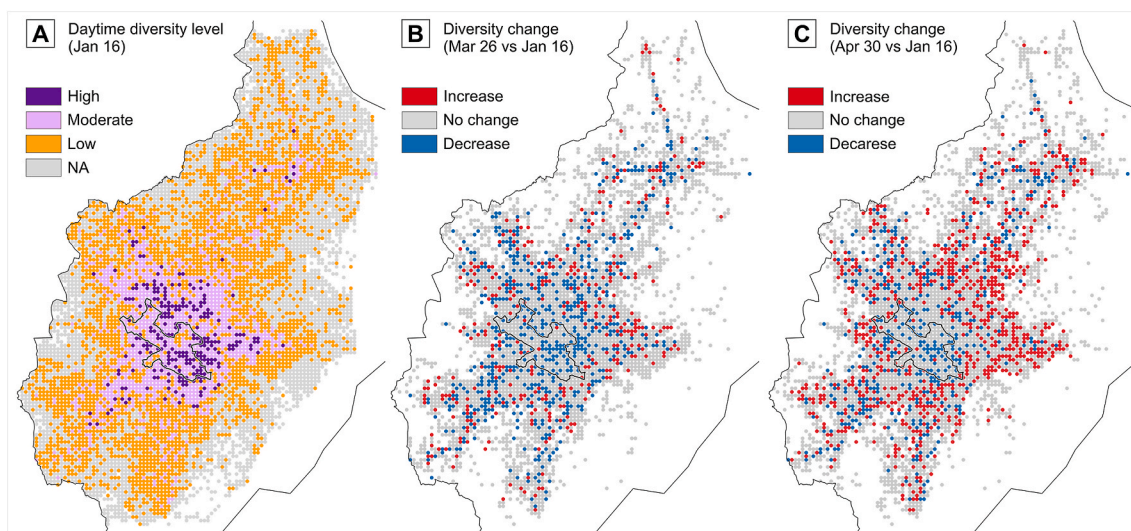 A Daytime diversity level
(Jan 16)
High
Moderate
Low
NA
B Diversity change
(Mar 26 vs Jan 16)
Increase
No change
Decrease
C Diversity change
(Apr 30 vs Jan 16)
Increase
No change
Decarese